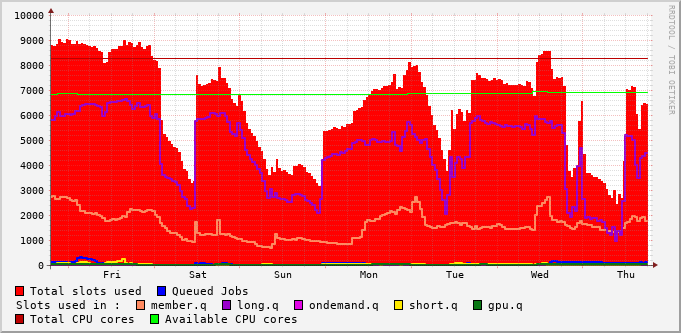 10000
9000
8000
7000
6000
5000
4000
3000
2000
1000
0
Fri Sat Sun Mon Tue Wed Thu
RRDTOOL / TOBI OETIKER
Total slots used Queued Jobs
Slots used in : member.q long.q ondemand.q short.q gpu.q
Total CPU cores Available CPU cores